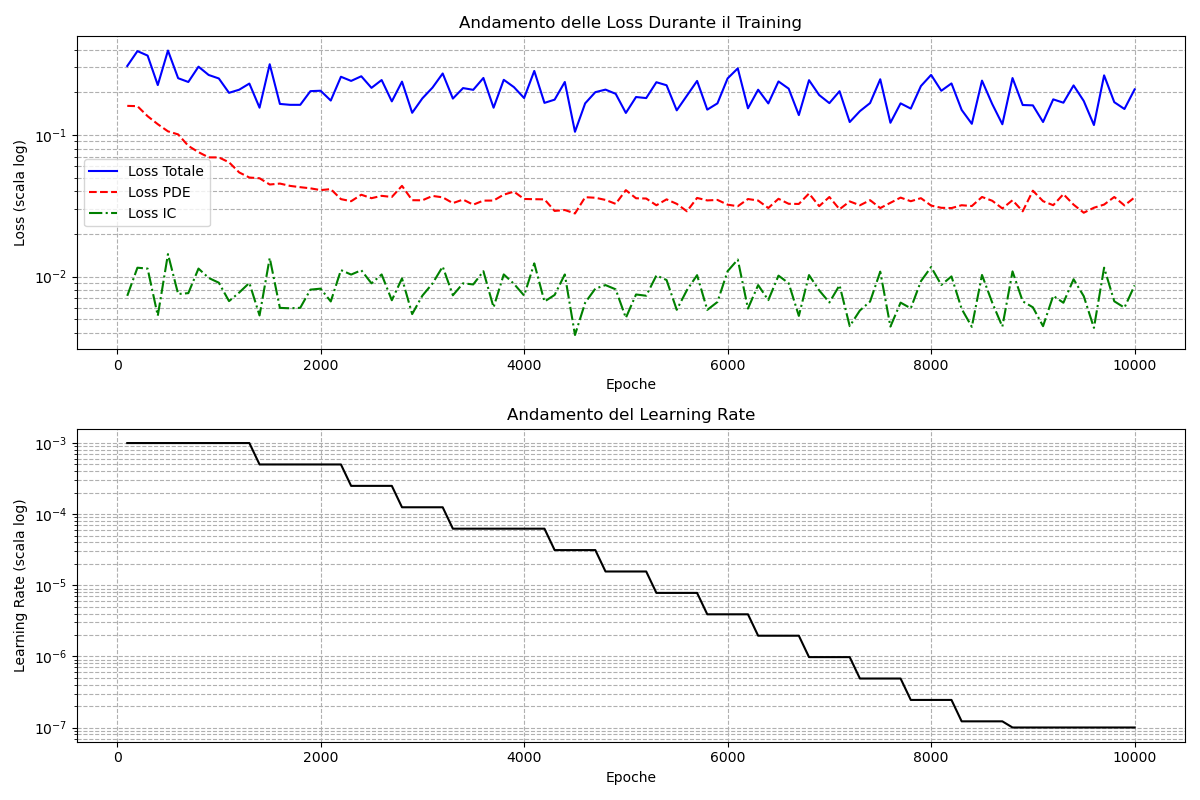 Andamento delle Loss Durante il Training
Loss (scala log)
10⁻¹
10⁻²
Loss Totale
Loss PDE
Loss IC
0 2000 4000 6000 8000 10000
Epoche
Andamento del Learning Rate
Learning Rate (scala log)
10⁻³
10⁻⁴
10⁻⁵
10⁻⁶
10⁻⁷
0 2000 4000 6000 8000 10000
Epoche